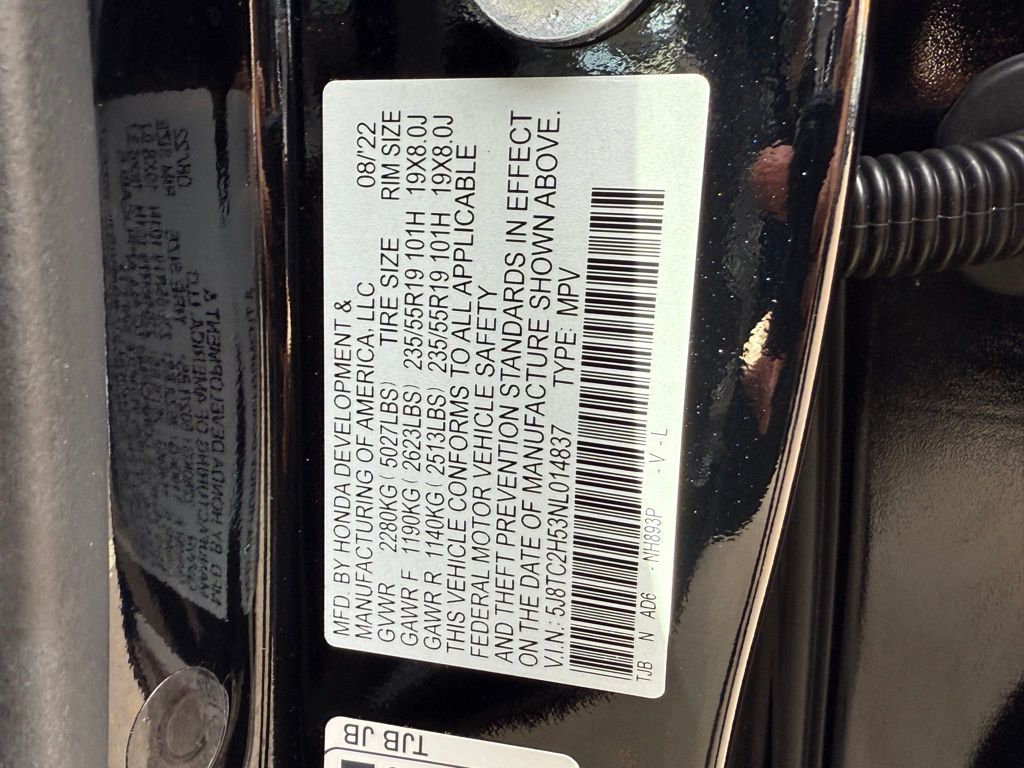 MFD. BY HONDA DEVELOPMENT &
MANUFACTURING OF AMERICA, LLC 08/'22
GVWR 2280KG ( 5027LBS) TIRE SIZE RIM SIZE
GAWR F 1190KG ( 2623LBS) 235/55R19 101H 19X8.0J
GAWR R 1140KG ( 2513LBS) 235/55R19 101H 19X8.0J
THIS VEHICLE CONFORMS TO ALL APPLICABLE
FEDERAL MOTOR VEHICLE SAFETY
AND THEFT PREVENTION STANDARDS IN EFFECT
ON THE DATE OF MANUFACTURE SHOWN ABOVE.
V.I.N.: 5J8TC2H53NL014837 TYPE: MPV
TJB N AD6 - NH893P - V - L
TJB JB